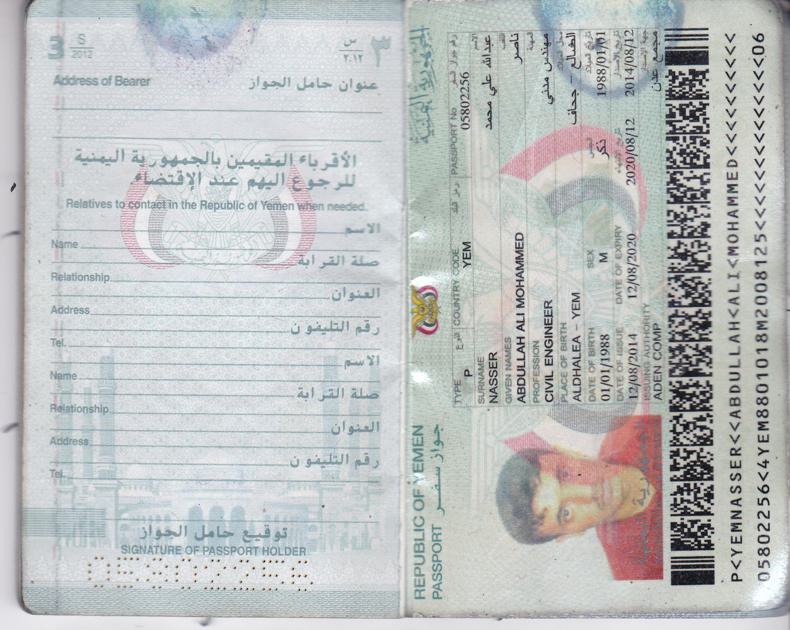 3
٣
S
2012
س
٢٠١٢
Address of Bearer عنوان حامل الجواز
الأقرباء المقيمين بالجمهورية اليمنية
للرجوع اليهم عند الإقتضاء
Relatives to contact in the Republic of Yemen when needed
Name الاسم
Relationship صلة القرابة
Address العنوان
Tel. رقم التليفون
Name الاسم
Relationship صلة القرابة
Address العنوان
Tel. رقم التليفون
توقيع حامل الجواز
SIGNATURE OF PASSPORT HOLDER
REPUBLIC OF YEMEN الجمهورية اليمنية
PASSPORT جواز سفر
TYPE النوع COUNTRY CODE رمز البلد PASSPORT No رقم جواز السفر
P YEM 05802256
SURNAME الاسم
NASSER عبدالله علي محمد
GIVEN NAMES اللقب
ABDULLAH ALI MOHAMMED ناصر
PROFESSION المهنة
CIVIL ENGINEER مهندس مدني
PLACE OF BIRTH محل الميلاد
ALDHALEA – YEM الضالع – جحاف
DATE OF BIRTH SEX الجنس تاريخ الميلاد
01/01/1988 M ذكر 1988/01/01
DATE OF ISSUE DATE OF EXPIRY تاريخ الانتهاء تاريخ الاصدار
12/08/2014 12/08/2020 2020/08/12 2014/08/12
ISSUING AUTHORITY جهة الاصدار
ADEN COMP مجمع عدن
P<YEMNASSER<<ABDULLAH<ALI<MOHAMMED<<<<<<<<<<
05802256<4YEM8801018M2008125<<<<<<<<<<<<<<06